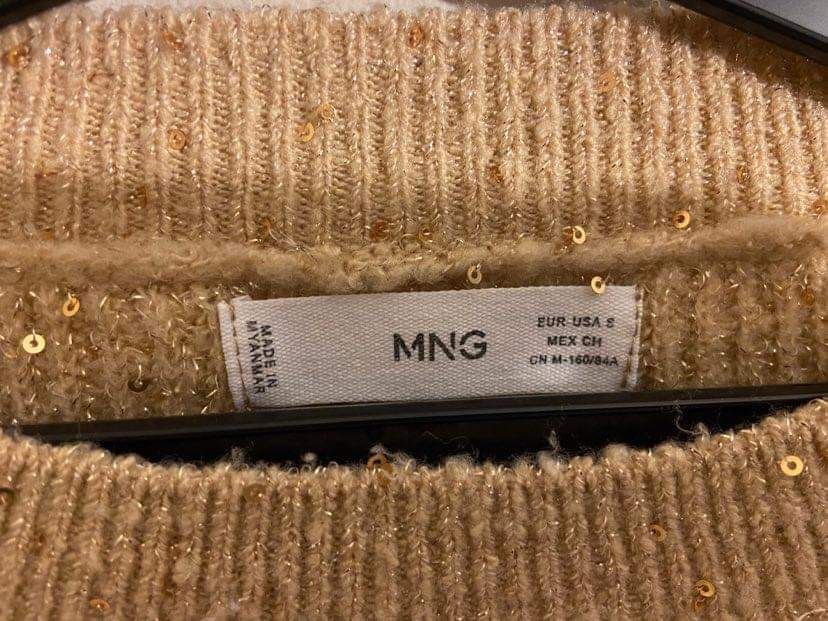 MADE IN
MYANMAR
MNG
EUR-USA S
MEX CH
CN M-160/84A